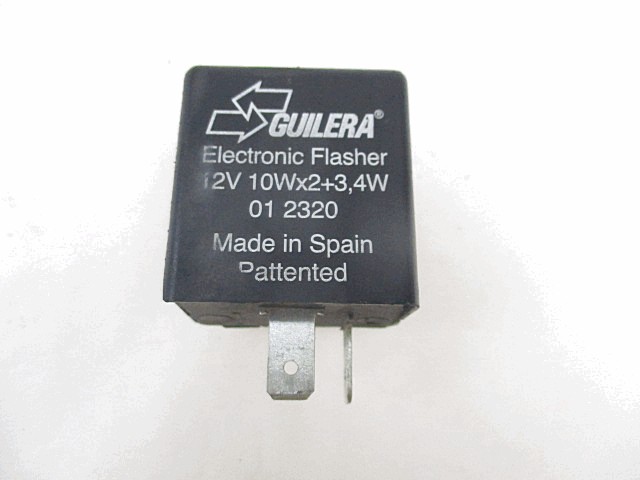 GUILERA®
Electronic Flasher
12V 10Wx2+3,4W
01 2320
Made in Spain
Pattented